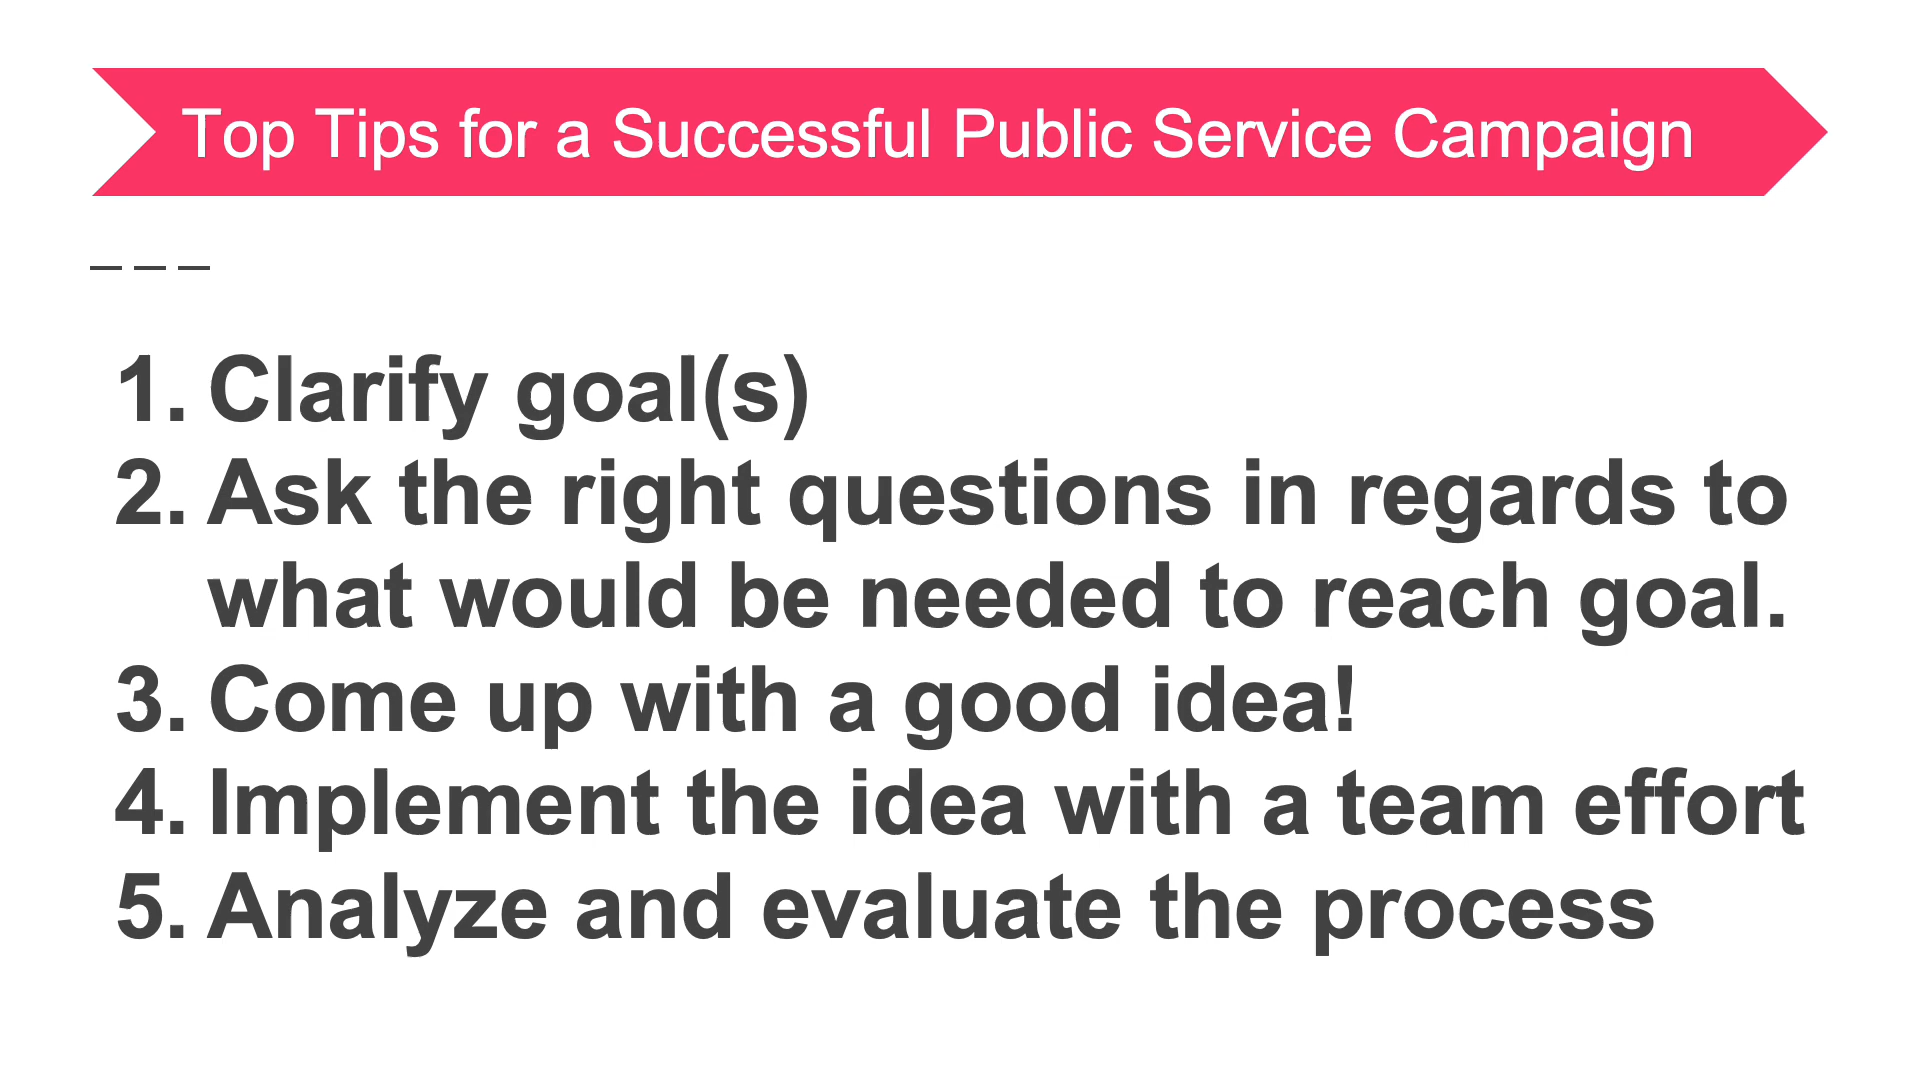 Top Tips for a Successful Public Service Campaign
1. Clarify goal(s)
2. Ask the right questions in regards to
what would be needed to reach goal.
3. Come up with a good idea!
4. Implement the idea with a team effort
5. Analyze and evaluate the process